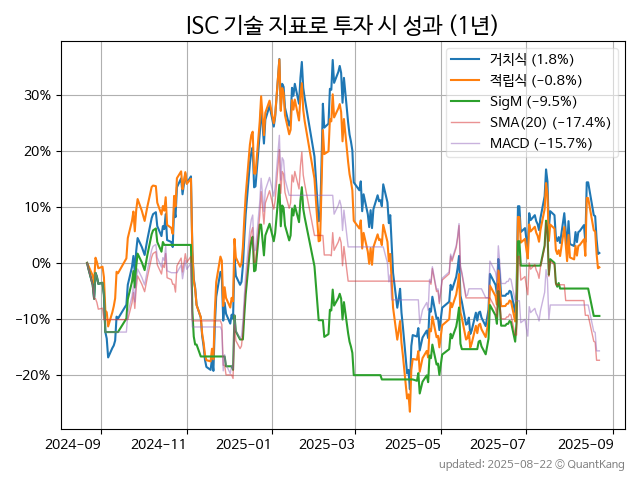 ISC 기술 지표로 투자 시 성과 (1년)
거치식 (1.8%)
적립식 (−0.8%)
SigM (−9.5%)
SMA(20) (−17.4%)
MACD (−15.7%)
30%
20%
10%
0%
−10%
−20%
2024-09
2024-11
2025-01
2025-03
2025-05
2025-07
2025-09
updated: 2025-08-22 © QuantKang